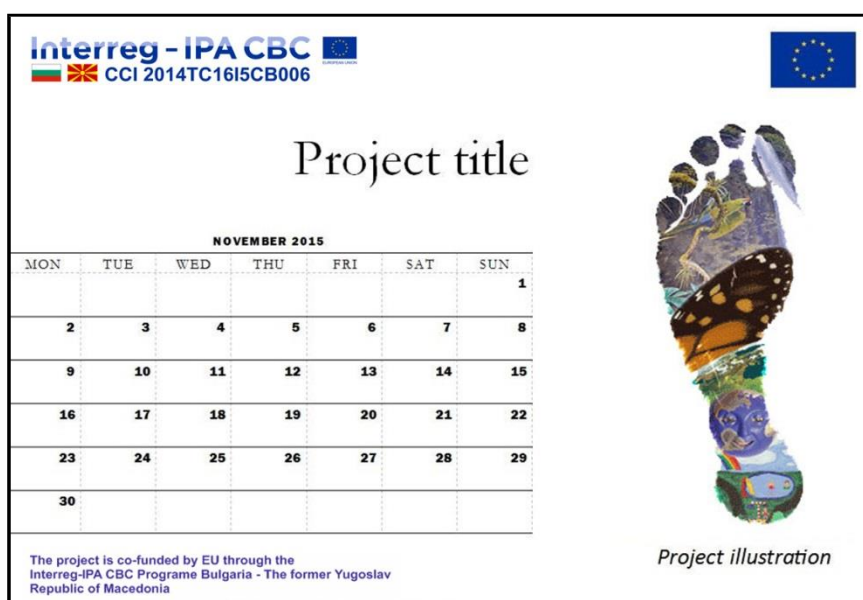 Interreg - IPA CBC
EUROPEAN UNION
CCI 2014TC16I5CB006
Project title
NOVEMBER 2015
MON TUE WED THU FRI SAT SUN
1
2 3 4 5 6 7 8
9 10 11 12 13 14 15
16 17 18 19 20 21 22
23 24 25 26 27 28 29
30
The project is co-funded by EU through the
Interreg-IPA CBC Programe Bulgaria - The former Yugoslav
Republic of Macedonia
Project illustration